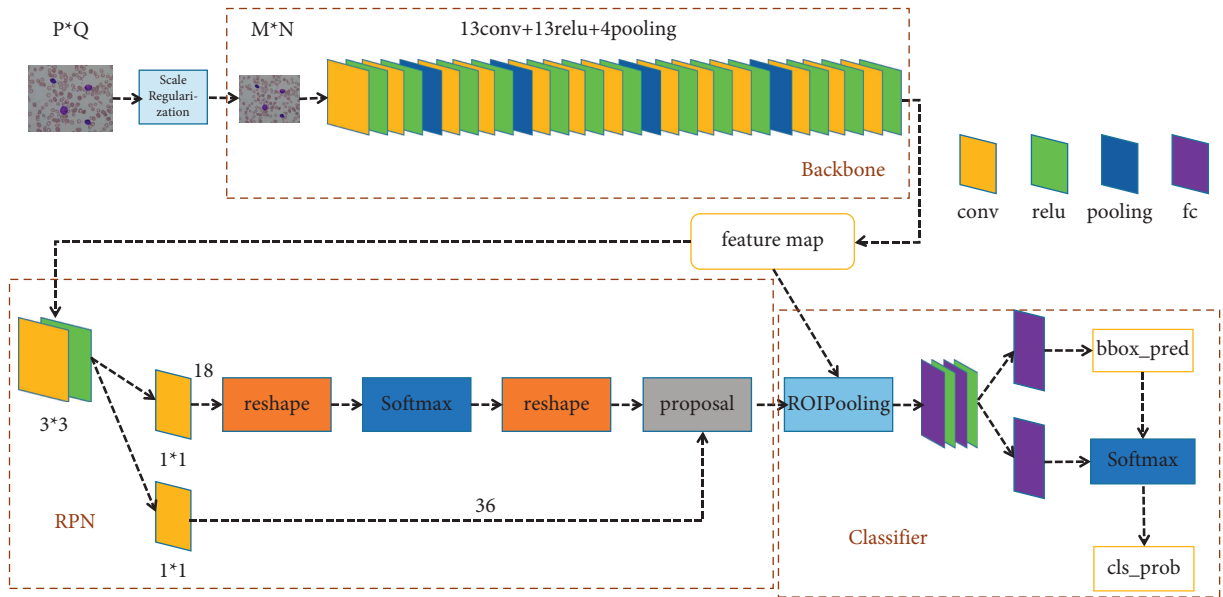 P*Q
M*N
13conv+13relu+4pooling
Scale
Regulari-
zation
Backbone
conv
relu
pooling
fc
feature map
3*3
18
1*1
reshape
Softmax
reshape
proposal
36
1*1
RPN
ROIPooling
bbox_pred
Softmax
cls_prob
Classifier